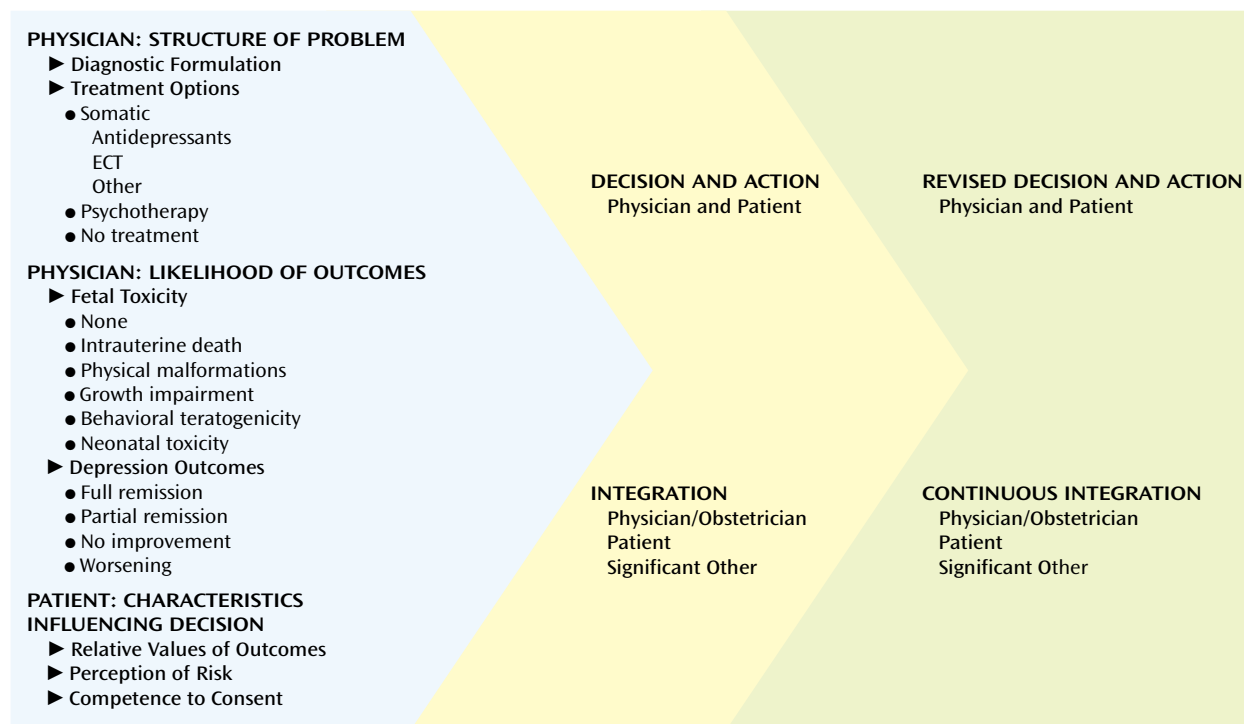 PHYSICIAN: STRUCTURE OF PROBLEM
► Diagnostic Formulation
► Treatment Options
● Somatic
Antidepressants
ECT
Other
● Psychotherapy
● No treatment
PHYSICIAN: LIKELIHOOD OF OUTCOMES
► Fetal Toxicity
● None
● Intrauterine death
● Physical malformations
● Growth impairment
● Behavioral teratogenicity
● Neonatal toxicity
► Depression Outcomes
● Full remission
● Partial remission
● No improvement
● Worsening
PATIENT: CHARACTERISTICS
INFLUENCING DECISION
► Relative Values of Outcomes
► Perception of Risk
► Competence to Consent
DECISION AND ACTION
Physician and Patient
INTEGRATION
Physician/Obstetrician
Patient
Significant Other
REVISED DECISION AND ACTION
Physician and Patient
CONTINUOUS INTEGRATION
Physician/Obstetrician
Patient
Significant Other